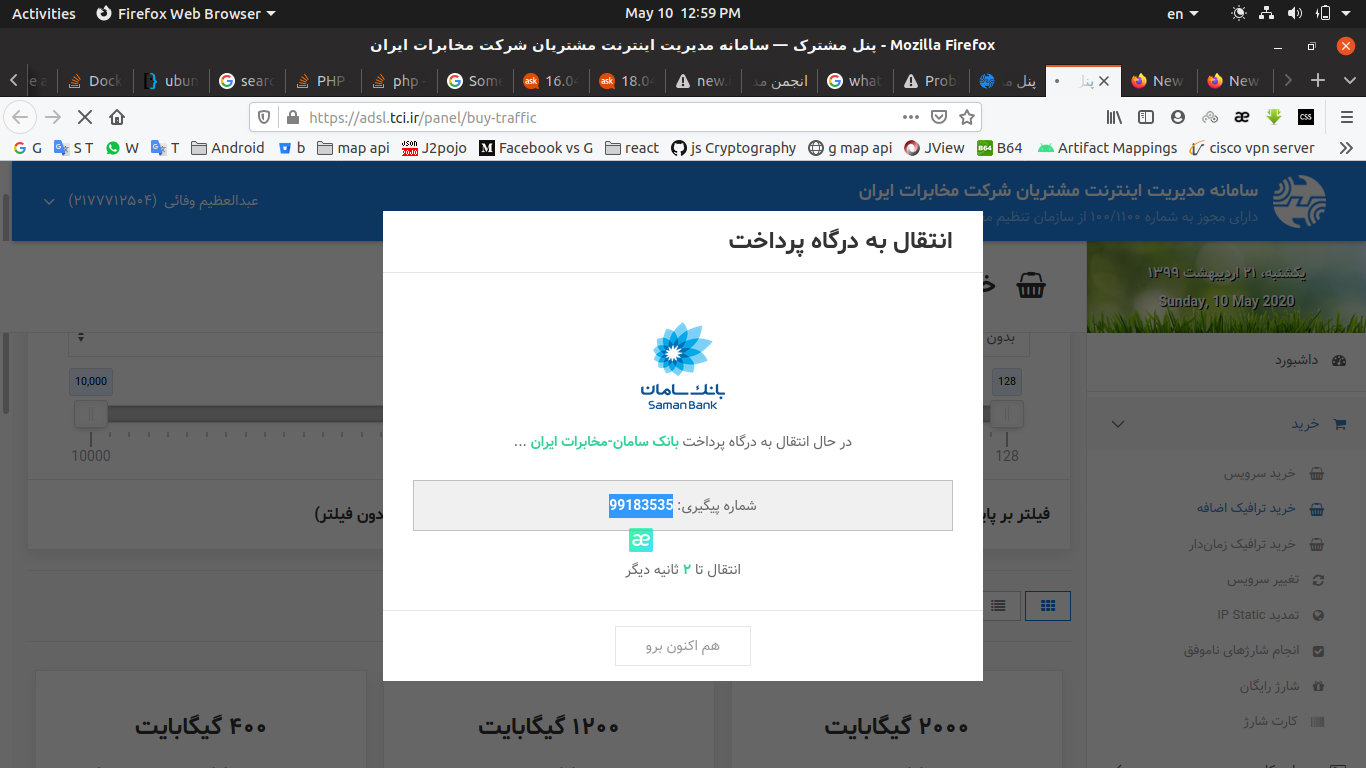 Activities
Firefox Web Browser
May 10 12:59 PM
en
پنل مشترک — سامانه مدیریت اینترنت مشتریان شرکت مخابرات ایران - Mozilla Firefox
Dock
ubun
sear
PHP
php
Som
16.04
18.04
new.
انجمن
what
Prob
پنل
New
New
https://adsl.tci.ir/panel/buy-traffic
G
S T
W
T
Android
b
map api
J2pojo
Facebook vs G
react
js Cryptography
g map api
JView
B64
Artifact Mappings
cisco vpn server
سامانه مدیریت اینترنت مشتریان شرکت مخابرات ایران
دارای مجوز به شماره ۱۰۰/۱۱۰۰ از سازمان تنظیم
عبدالعظیم وفائی (۲۱۷۷۷۱۲۵۰۴)
یکشنبه، ۲۱ اردیبهشت ۱۳۹۹
Sunday, 10 May 2020
داشبورد
خرید
خرید سرویس
خرید ترافیک اضافه
خرید ترافیک زمان‌دار
تغییر سرویس
تمدید IP Static
انجام شارژهای ناموفق
شارژ رایگان
کارت شارژ
انتقال به درگاه پرداخت
بانک سامان
Saman Bank
در حال انتقال به درگاه پرداخت بانک سامان-مخابرات ایران ...
شماره پیگیری: 99183535
æ
انتقال تا ۲ ثانیه دیگر
هم اکنون برو
بدون
10,000
128
10000
128
فیلتر بر
دون فیلتر)
۲۰۰۰ گیگابایت
۱۲۰۰ گیگابایت
۴۰۰ گیگابایت